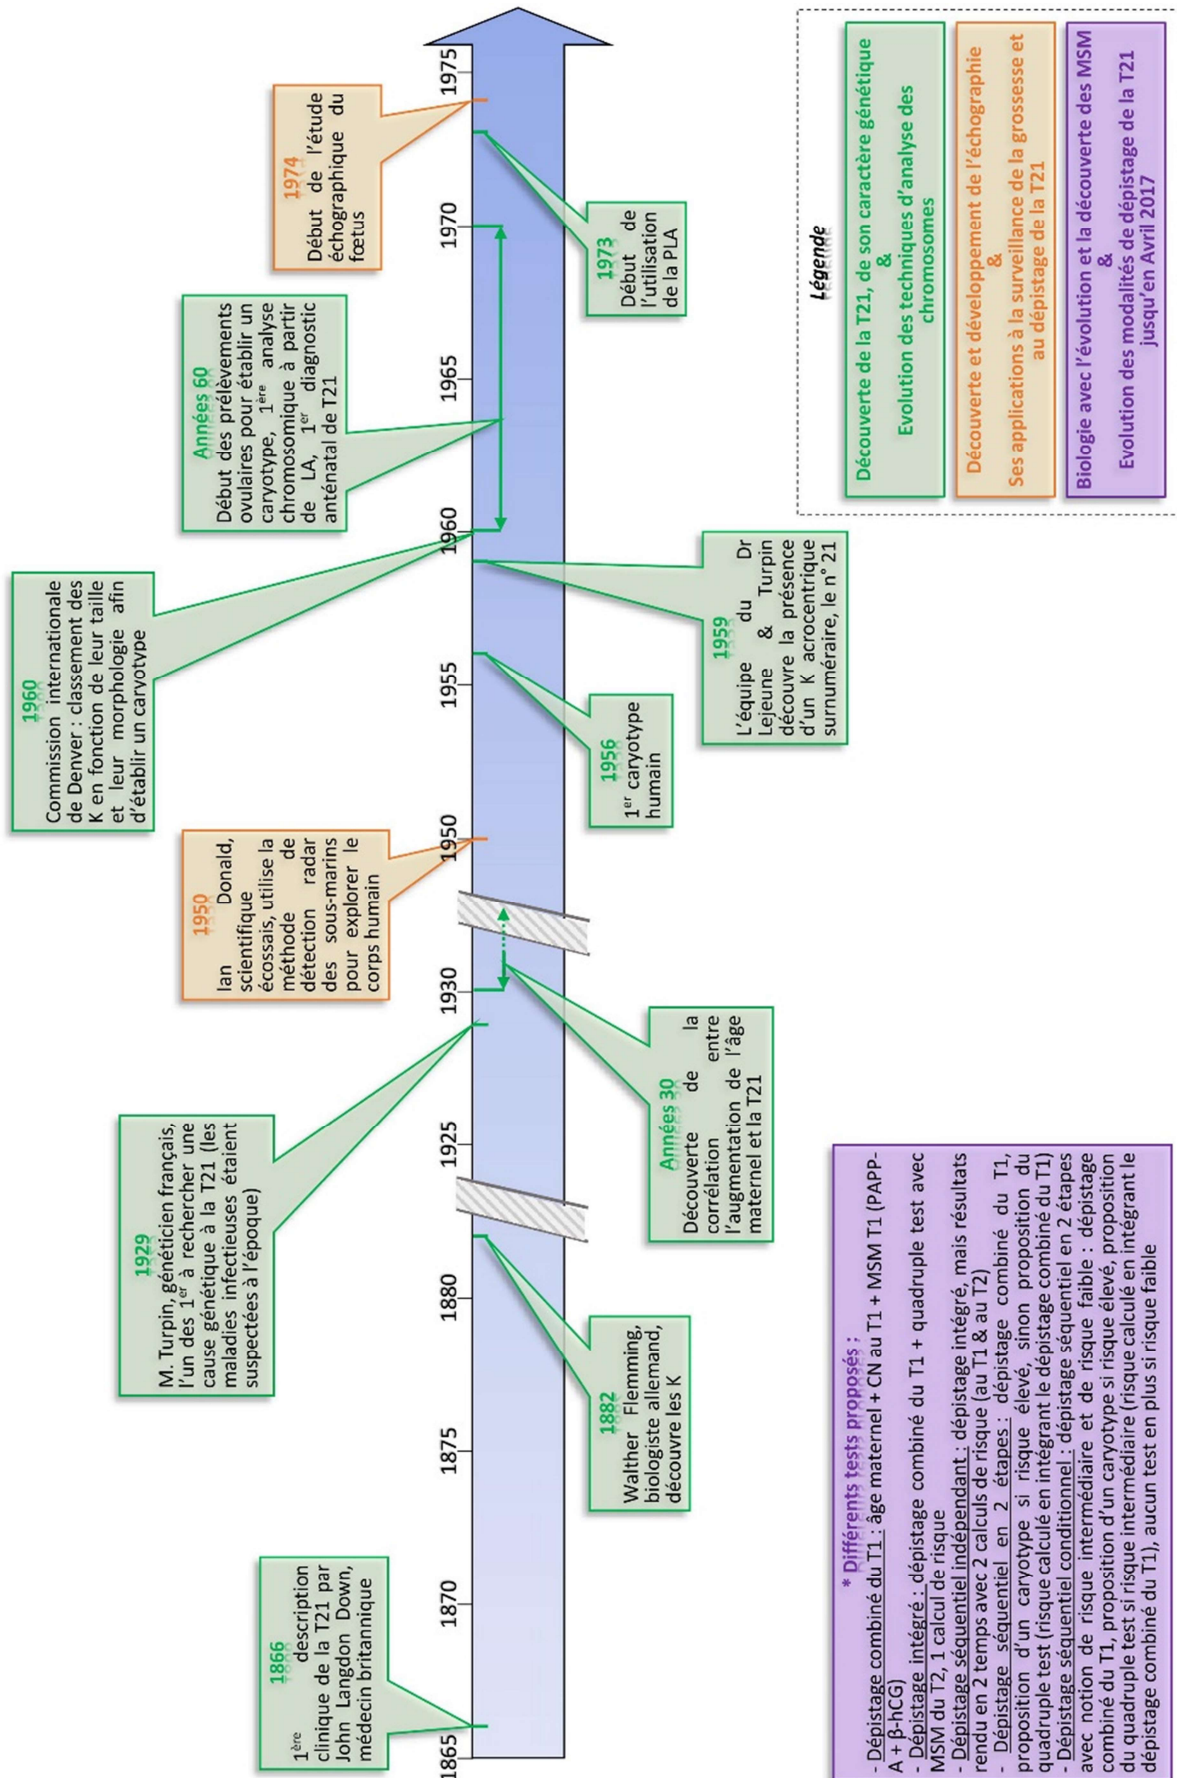 1866
1ère description
clinique de la T21 par
John Langdon Down,
médecin britannique
1882
Walther Flemming,
biologiste allemand,
découvre les K
1929
M. Turpin, généticien français,
l'un des 1er à rechercher une
cause génétique à la T21 (les
maladies infectieuses étaient
suspectées à l'époque)
Années 30
Découverte de la
corrélation entre
l'augmentation de l'âge
maternel et la T21
1950
Ian Donald,
scientifique
écossais, utilise la
méthode de
détection radar
des sous-marins
pour explorer le
corps humain
1956
1er caryotype
humain
1959
L'équipe du Dr
Lejeune & Turpin
découvre la présence
d'un K acrocentrique
surnuméraire, le n° 21
1960
Commission internationale
de Denver : classement des
K en fonction de leur taille
et leur morphologie afin
d'établir un caryotype
Années 60
Début des prélèvements
ovulaires pour établir un
caryotype, 1ère analyse
chromosomique à partir
de LA, 1er diagnostic
anténatal de T21
1973
Début de
l'utilisation
de la PLA
1974
Début de l'étude
échographique du
fœtus
1865 1870 1875 1880 1925 1930 1950 1955 1960 1965 1970 1975
* Différents tests proposés :
- Dépistage combiné du T1 : âge maternel + CN au T1 + MSM T1 (PAPP-
A + β-hCG)
- Dépistage intégré : dépistage combiné du T1 + quadruple test avec
MSM du T2, 1 calcul de risque
- Dépistage séquentiel indépendant : dépistage intégré, mais résultats
rendu en 2 temps avec 2 calculs de risque (au T1 & au T2)
- Dépistage séquentiel en 2 étapes : dépistage combiné du T1,
proposition d'un caryotype si risque élevé, sinon proposition du
quadruple test (risque calculé en intégrant le dépistage combiné du T1)
- Dépistage séquentiel conditionnel : dépistage séquentiel en 2 étapes
avec notion de risque intermédiaire et de risque faible : dépistage
combiné du T1, proposition d'un caryotype si risque élevé, proposition
du quadruple test si risque intermédiaire (risque calculé en intégrant le
dépistage combiné du T1), aucun test en plus si risque faible
Légende
Découverte de la T21, de son caractère génétique
&
Evolution des techniques d'analyse des
chromosomes
Découverte et développement de l'échographie
&
Ses applications à la surveillance de la grossesse et
au dépistage de la T21
Biologie avec l'évolution et la découverte des MSM
&
Evolution des modalités de dépistage de la T21
jusqu'en Avril 2017